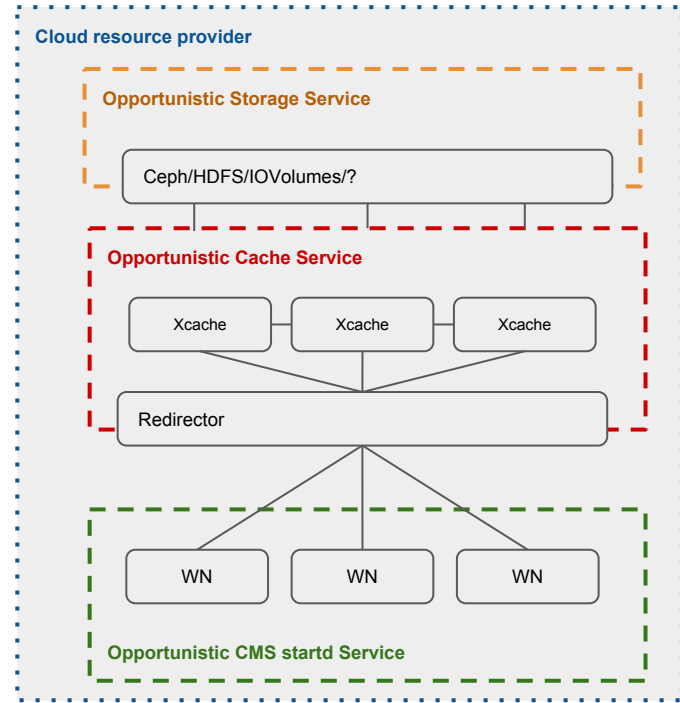 Cloud resource provider
Opportunistic Storage Service
Ceph/HDFS/IOVolumes/?
Opportunistic Cache Service
Xcache
Xcache
Xcache
Redirector
WN
WN
WN
Opportunistic CMS startd Service